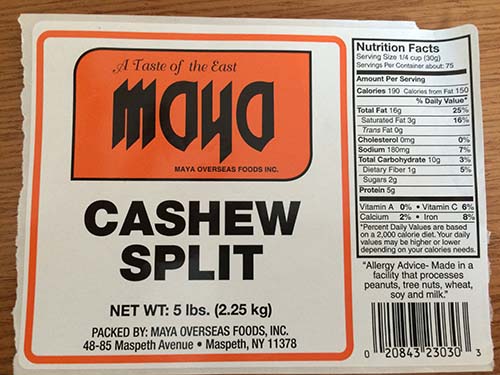 A Taste of the East
maya
MAYA OVERSEAS FOODS INC.
CASHEW
SPLIT
NET WT: 5 lbs. (2.25 kg)
PACKED BY: MAYA OVERSEAS FOODS, INC.
48-85 Maspeth Avenue • Maspeth, NY 11378
Nutrition Facts
Serving Size 1/4 cup (30g)
Servings Per Container about: 75
Amount Per Serving
Calories 190 Calories from Fat 150
% Daily Value*
Total Fat 16g 25%
Saturated Fat 3g 16%
Trans Fat 0g
Cholesterol 0mg 0%
Sodium 180mg 7%
Total Carbohydrate 10g 3%
Dietary Fiber 1g 5%
Sugars 2g
Protein 5g
Vitamin A 0% • Vitamin C 6%
Calcium 2% • Iron 8%
*Percent Daily Values are based
on a 2,000 calorie diet. Your daily
values may be higher or lower
depending on your calories needs.
"Allergy Advice- Made in a
facility that processes
peanuts, tree nuts, wheat,
soy and milk."
0 20843 23030 3